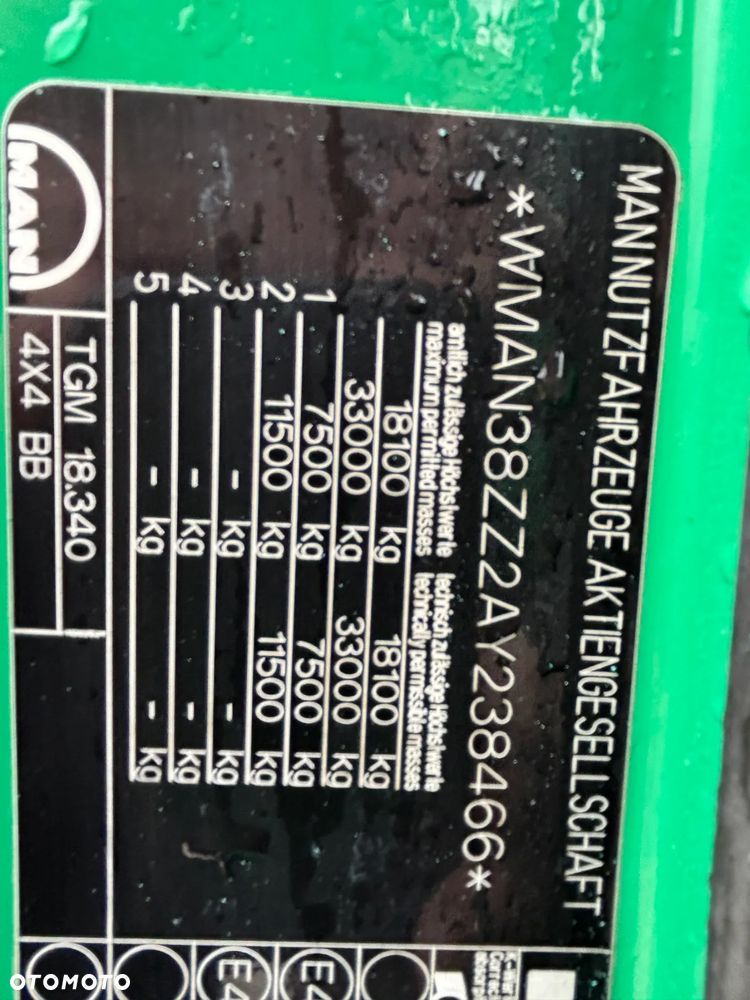 MAN NUTZFAHRZEUGE AKTIENGESELLSCHAFT
*WMAN38ZZ2AY238466*
amtlich zulässige Höchstwerte technisch zulässige Höchstwerte
maximum permitted masses technically permissible masses
18100 kg 18100 kg
33000 kg 33000 kg
1 7500 kg 7500 kg
2 11500 kg 11500 kg
3 - kg - kg
4 - kg - kg
5 - kg - kg
MAN
TGM 18.340
4X4 BB
E4
E4
OTOMOTO